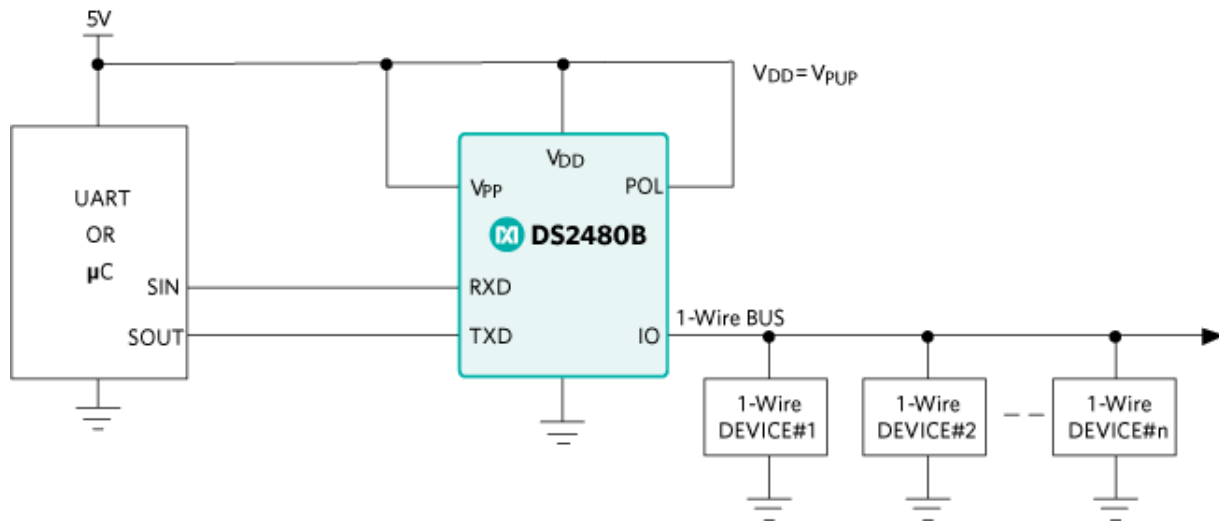 5V
VDD=VPUP
VDD
VPP
POL
UART
OR
µC
DS2480B
SIN
RXD
SOUT
TXD
IO
1-Wire BUS
1-Wire
DEVICE#1
1-Wire
DEVICE#2
1-Wire
DEVICE#n